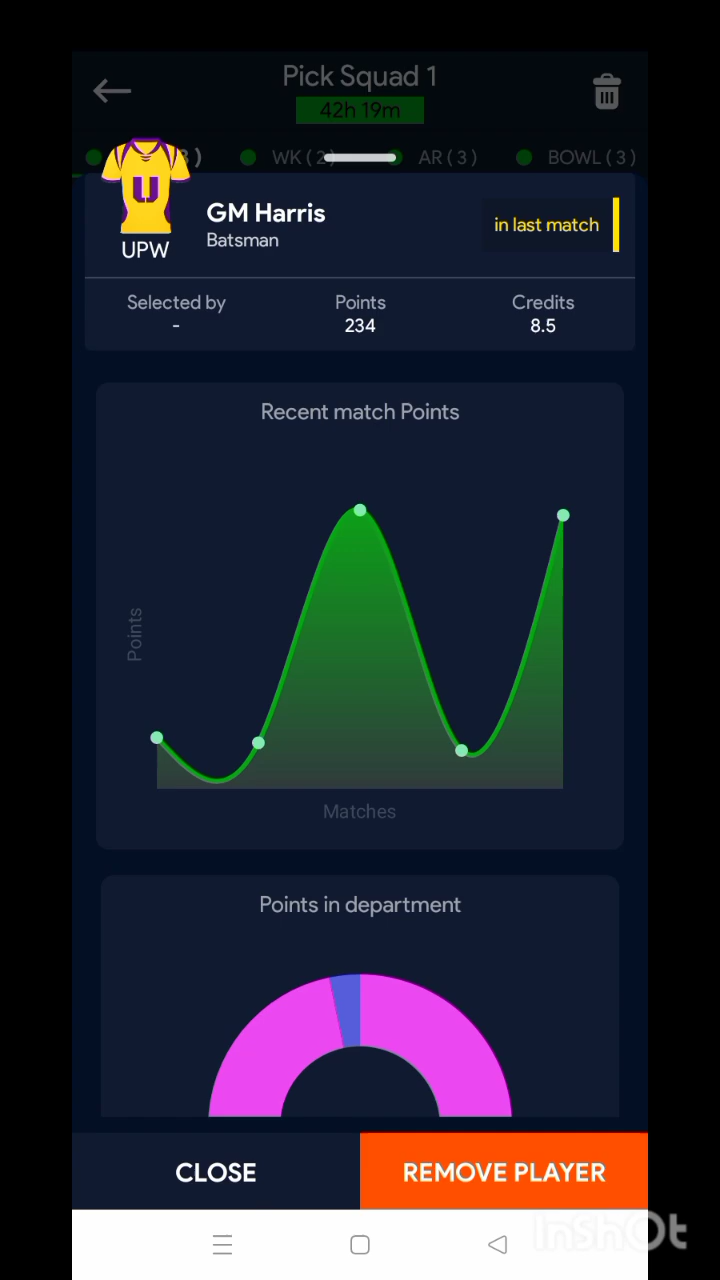 Pick Squad 1
42h 19m
3 ) WK ( 2 ) AR ( 3 ) BOWL ( 3 )
U
UPW
GM Harris
Batsman
in last match
Selected by Points Credits
- 234 8.5
Recent match Points
Points
Matches
Points in department
CLOSE REMOVE PLAYER
InShOt